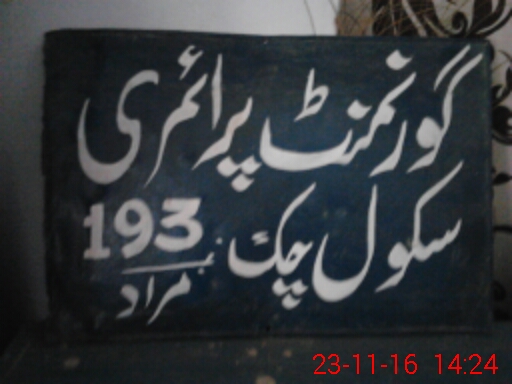 گورنمنٹ پرائمری
سکول چک نمبر 193
مراد
23-11-16 14:24